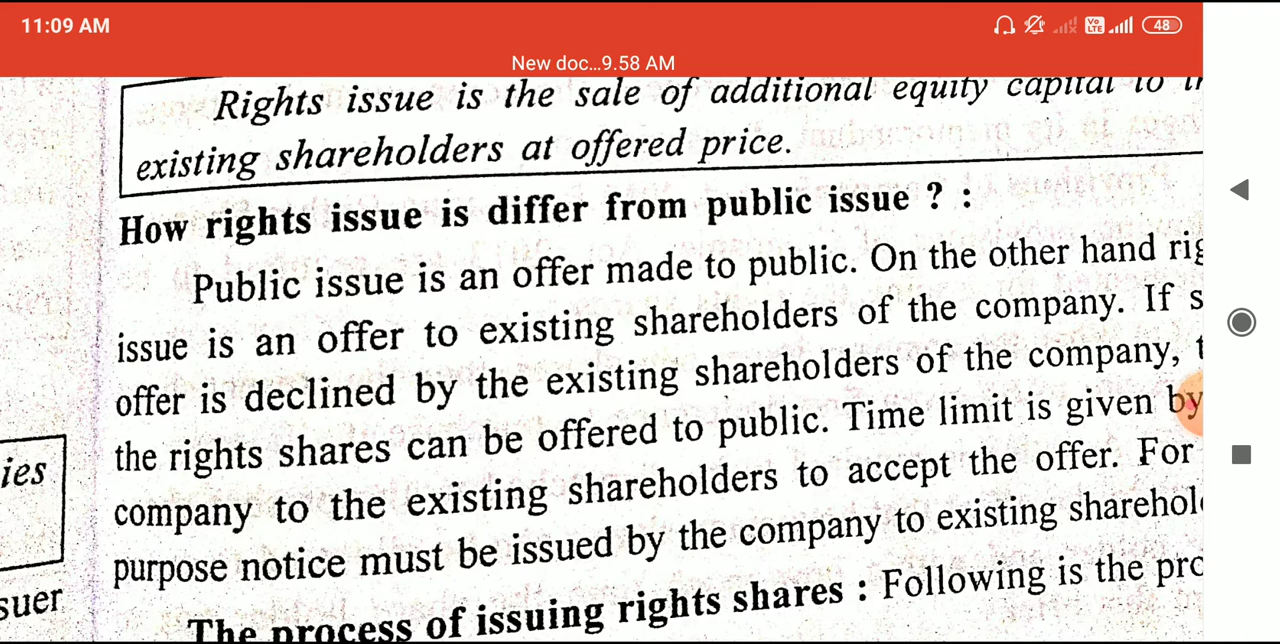 11:09 AM
48
New doc...9.58 AM
Rights issue is the sale of additional equity capital to
existing shareholders at offered price.
How rights issue is differ from public issue ? :
Public issue is an offer made to public. On the other hand rig
issue is an offer to existing shareholders of the company. If s
offer is declined by the existing shareholders of the company, t
the rights shares can be offered to public. Time limit is given by
company to the existing shareholders to accept the offer. For
purpose notice must be issued by the company to existing sharehol
The process of issuing rights shares : Following is the pro
ies
suer